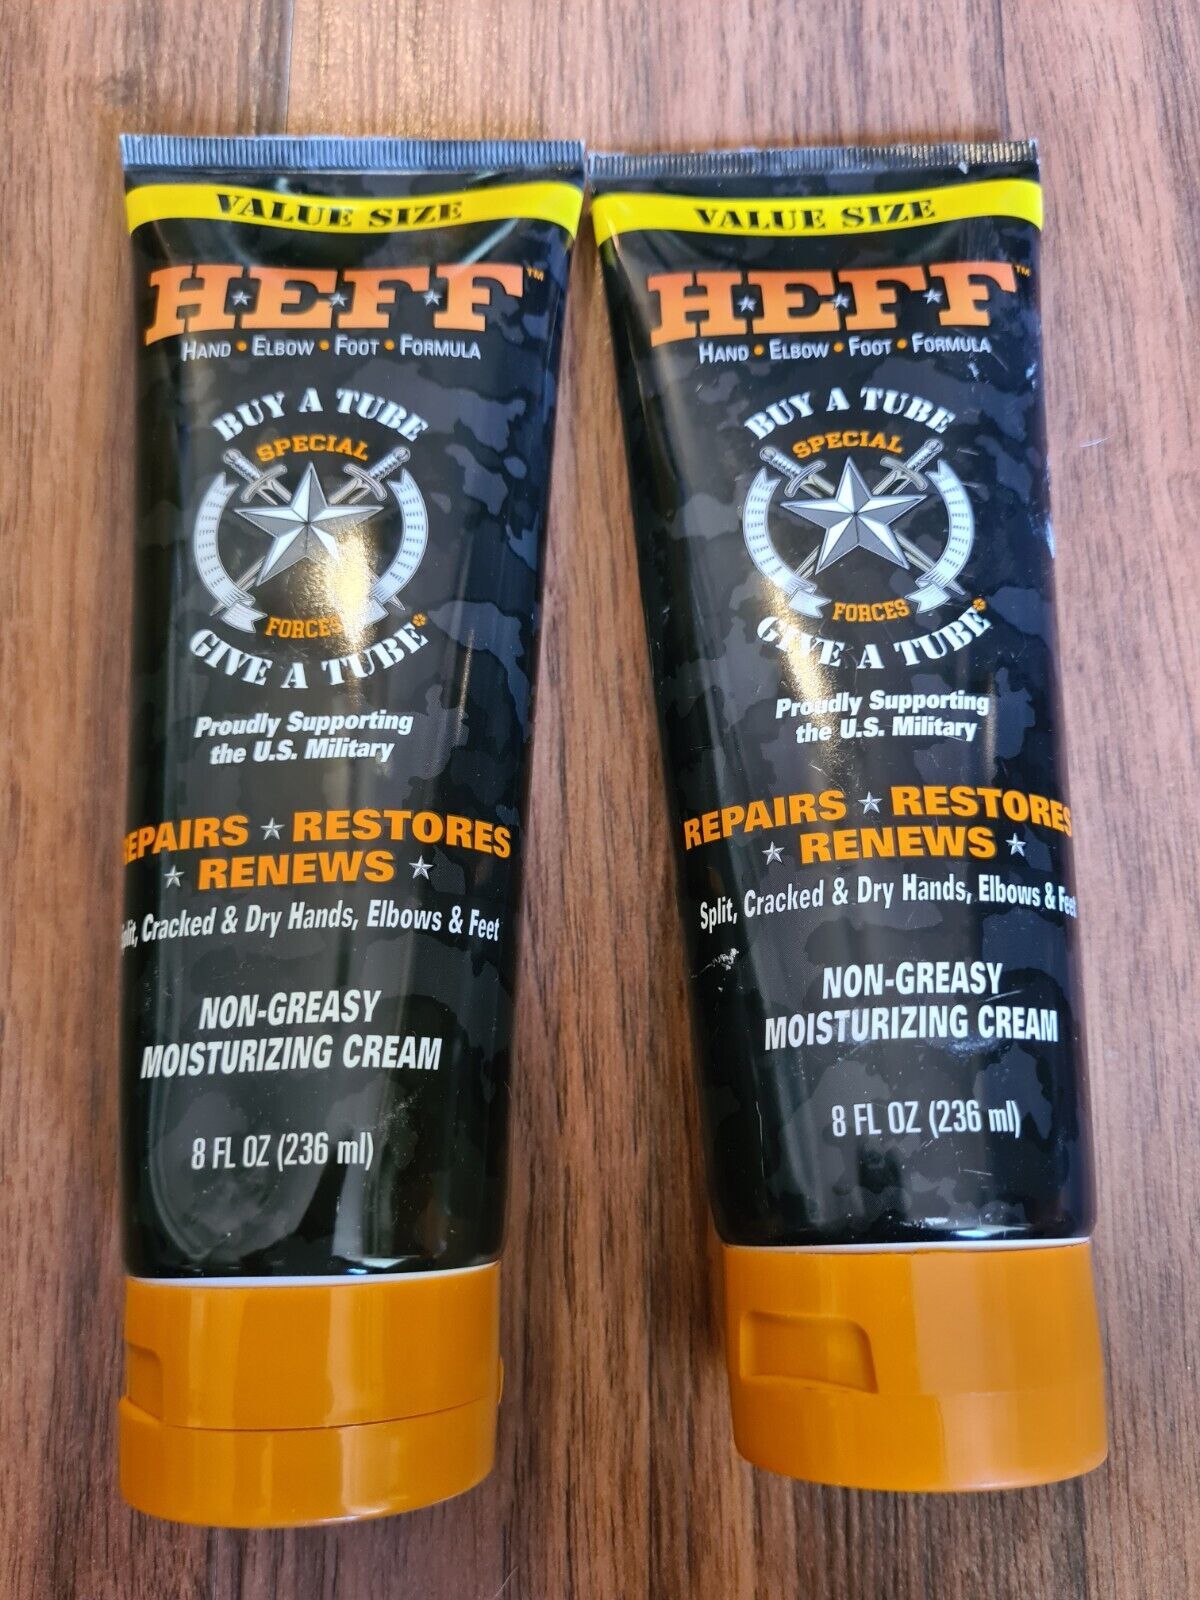 VALUE SIZE
H·E·F·F™
HAND • ELBOW • FOOT • FORMULA
BUY A TUBE
SPECIAL
FORCES
GIVE A TUBE
Proudly Supporting
the U.S. Military
EPAIRS ★ RESTORES
★ RENEWS ★
Split, Cracked & Dry Hands, Elbows & Feet
NON-GREASY
MOISTURIZING CREAM
8 FL OZ (236 ml)
VALUE SIZE
H·E·F·F™
HAND • ELBOW • FOOT • FORMULA
BUY A TUBE
SPECIAL
FORCES
GIVE A TUBE
Proudly Supporting
the U.S. Military
REPAIRS ★ RESTORES
★ RENEWS ★
Split, Cracked & Dry Hands, Elbows & Feet
NON-GREASY
MOISTURIZING CREAM
8 FL OZ (236 ml)